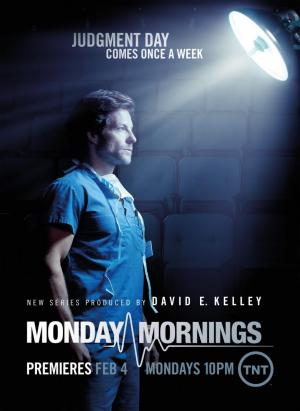 JUDGMENT DAY
COMES ONCE A WEEK
NEW SERIES PRODUCED BY DAVID E. KELLEY
MONDAY MORNINGS
PREMIERES FEB 4 MONDAYS 10PM TNT